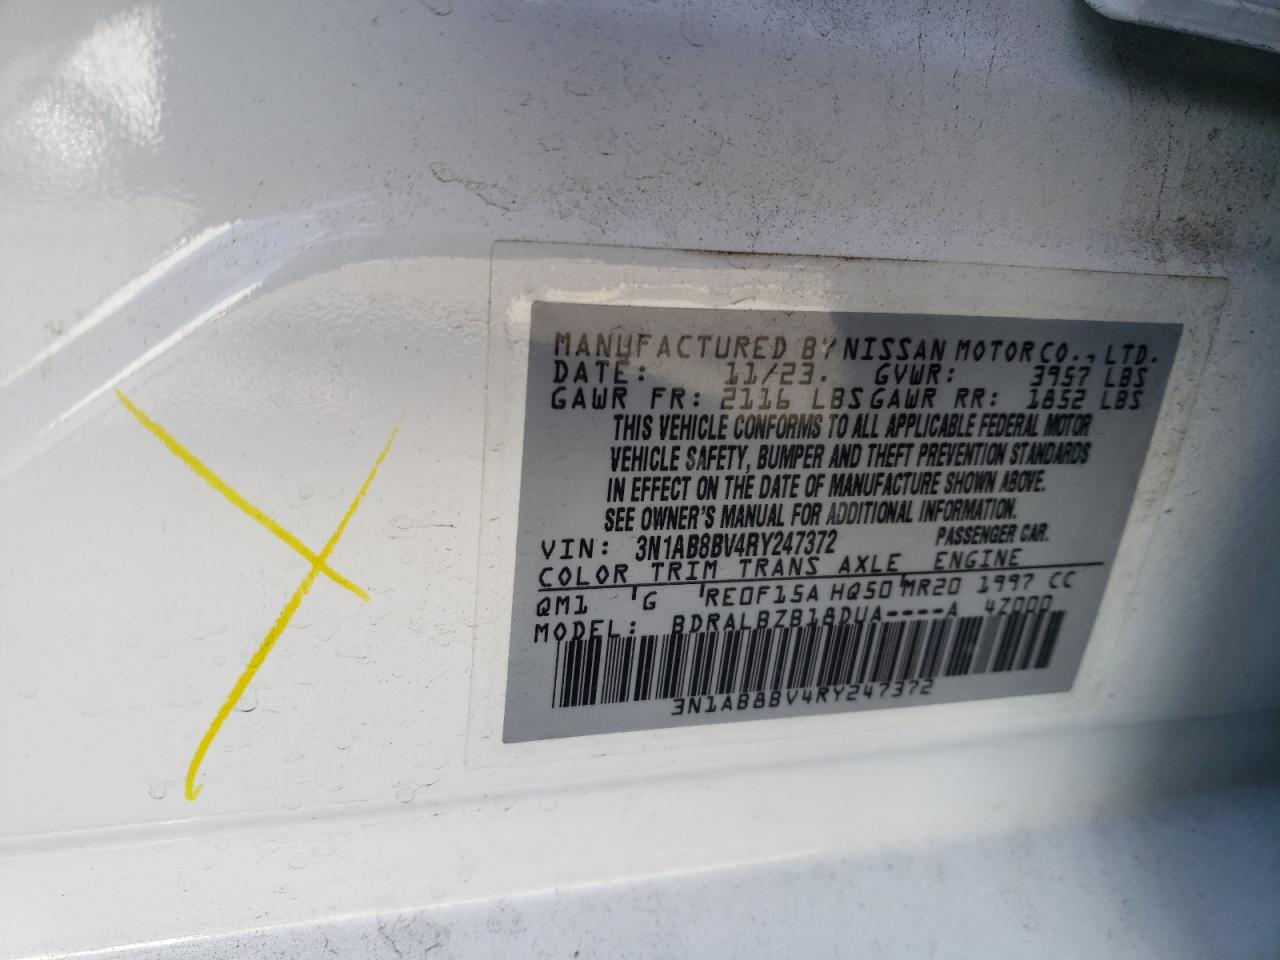 MANUFACTURED BY NISSAN MOTOR CO., LTD.
DATE: 11/23. GVWR: 3957 LBS
GAWR FR: 2116 LBS GAWR RR: 1852 LBS
THIS VEHICLE CONFORMS TO ALL APPLICABLE FEDERAL MOTOR
VEHICLE SAFETY, BUMPER AND THEFT PREVENTION STANDARDS
IN EFFECT ON THE DATE OF MANUFACTURE SHOWN ABOVE.
SEE OWNER'S MANUAL FOR ADDITIONAL INFORMATION.
VIN: 3N1AB8BV4RY247372 PASSENGER CAR.
COLOR TRIM TRANS AXLE ENGINE
QM1 G RE0F15A HQ50 MR20 1997 CC
MODEL: BDRALBZB18DUA----A 4Z000
3N1AB8BV4RY247372